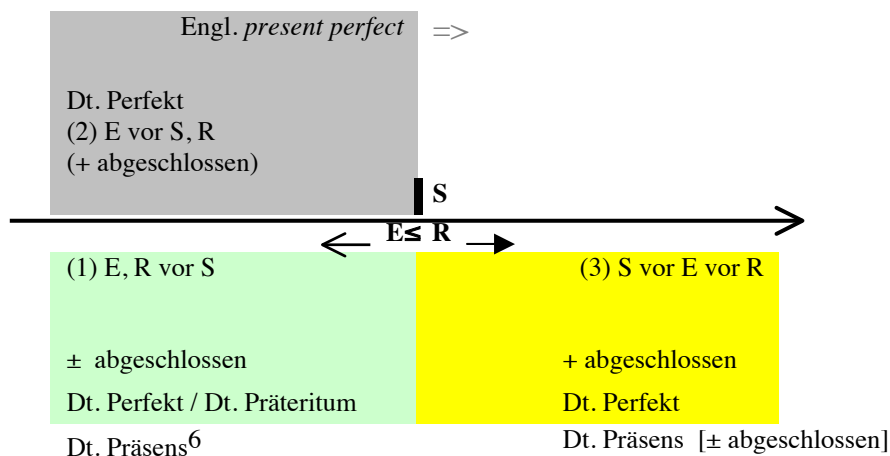 Engl. present perfect =>
Dt. Perfekt
(2) E vor S, R
(+ abgeschlossen)
S
E≤ R
(1) E, R vor S
± abgeschlossen
Dt. Perfekt / Dt. Präteritum
Dt. Präsens6
(3) S vor E vor R
+ abgeschlossen
Dt. Perfekt
Dt. Präsens [± abgeschlossen]